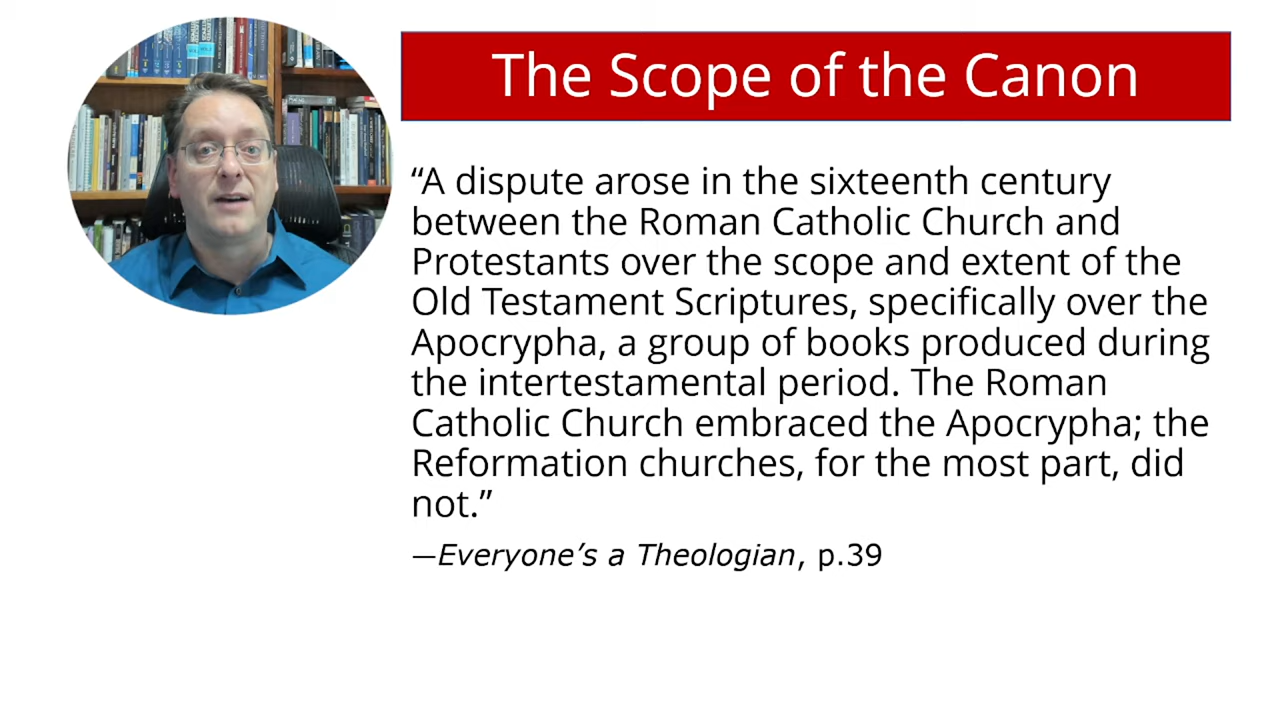 The Scope of the Canon
“A dispute arose in the sixteenth century
between the Roman Catholic Church and
Protestants over the scope and extent of the
Old Testament Scriptures, specifically over the
Apocrypha, a group of books produced during
the intertestamental period. The Roman
Catholic Church embraced the Apocrypha; the
Reformation churches, for the most part, did
not.”
—Everyone’s a Theologian, p.39